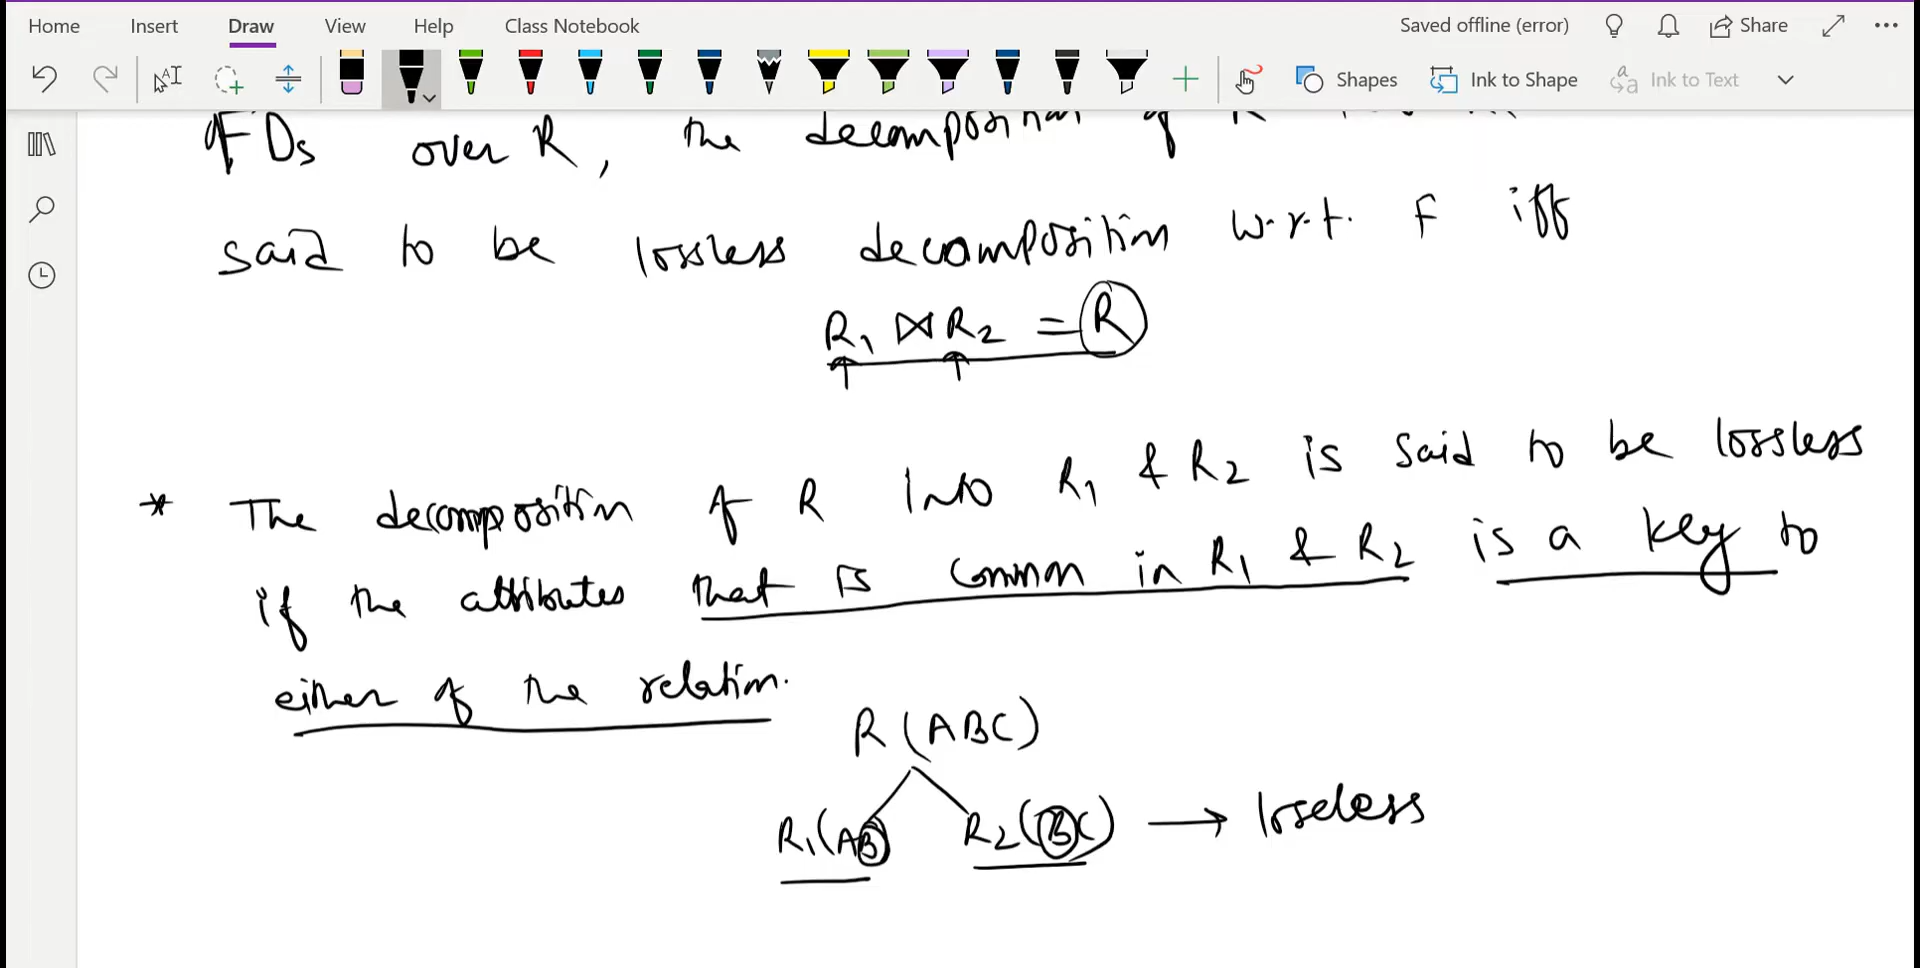 Home Insert Draw View Help Class Notebook Saved offline (error) Share
Shapes Ink to Shape Ink to Text
FDs over R, the decomposition of R
said to be lossless decomposition w.r.t. F iff
R1 ⋈ R2 = R
* The decomposition of R into R1 & R2 is said to be lossless
if the attributes that is common in R1 & R2 is a key to
either of the relation.
R (ABC)
R1(AB R2(BC) → loseless